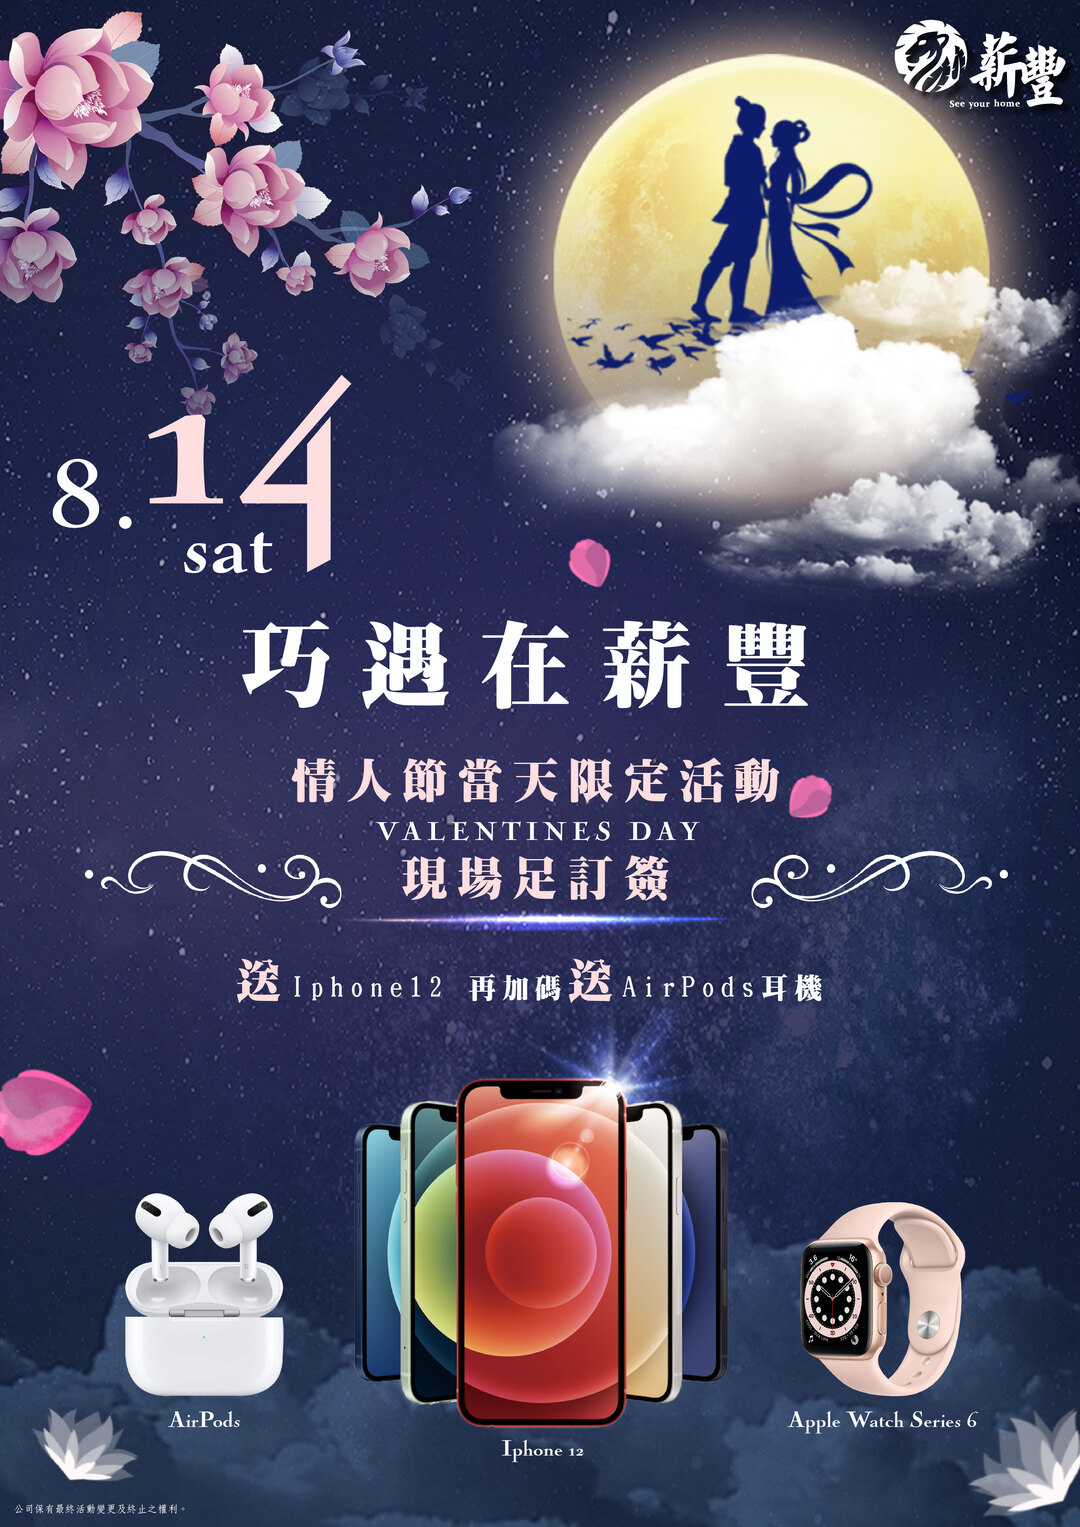 薪豐
See your home
8.14
sat
巧遇在薪豐
情人節當天限定活動
VALENTINES DAY
現場足訂簽
送Iphone12 再加碼送AirPods耳機
AirPods
Iphone 12
Apple Watch Series 6
公司保有最終活動變更及終止之權利。